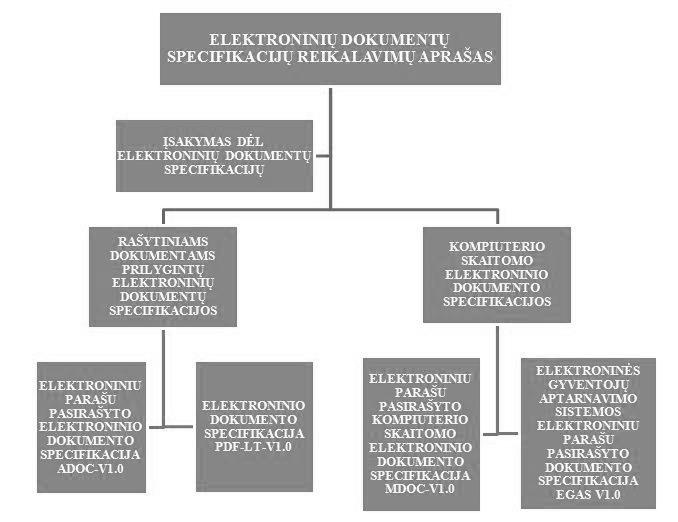 ELEKTRONINIŲ DOKUMENTŲ
SPECIFIKACIJŲ REIKALAVIMŲ APRAŠAS
ĮSAKYMAS DĖL
ELEKTRONINIŲ DOKUMENTŲ
SPECIFIKACIJŲ
RAŠYTINIAMS
DOKUMENTAMS
PRILYGINTŲ
ELEKTRONINIŲ
DOKUMENTŲ
SPECIFIKACIJOS
KOMPIUTERIO
SKAITOMO
ELEKTRONINIO
DOKUMENTO
SPECIFIKACIJOS
ELEKTRONINIU
PARAŠU
PASIRAŠYTO
ELEKTRONINIO
DOKUMENTO
SPECIFIKACIJA
ADOC-V1.0
ELEKTRONINIO
DOKUMENTO
SPECIFIKACIJA
PDF-LT-V1.0
ELEKTRONINIU
PARAŠU
PASIRAŠYTO
KOMPIUTERIO
SKAITOMO
ELEKTRONINIO
DOKUMENTO
SPECIFIKACIJA
MDOC-V1.0
ELEKTRONINĖS
GYVENTOJŲ
APTARNAVIMO
SISTEMOS
ELEKTRONINIU
PARAŠU
PASIRAŠYTO
DOKUMENTO
SPECIFIKACIJA
EGAS V1.0